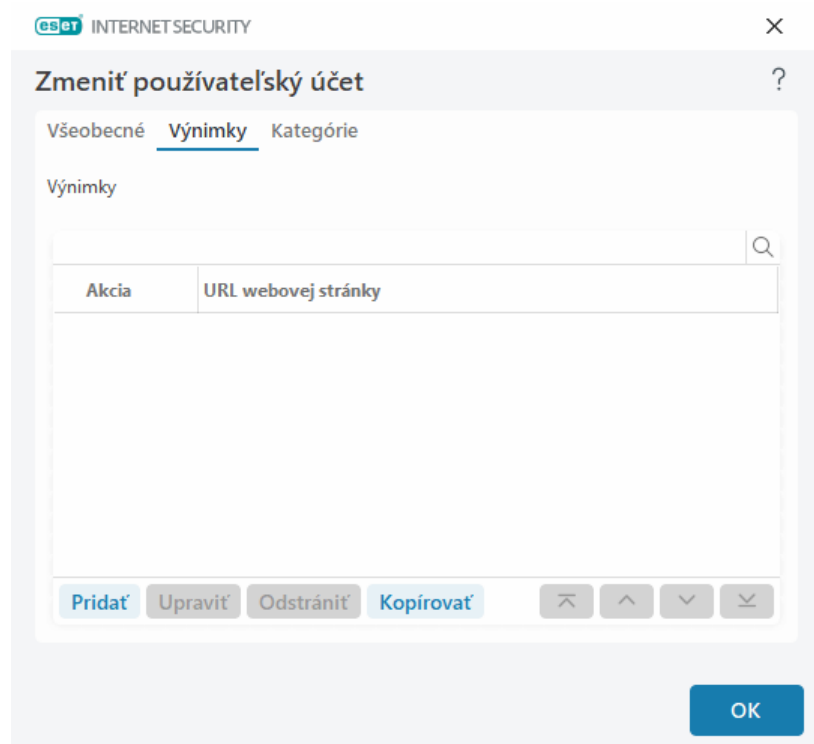 eset INTERNET SECURITY
Zmeniť používateľský účet
?
Všeobecné Výnimky Kategórie
Výnimky
Akcia URL webovej stránky
Pridať Upraviť Odstrániť Kopírovať
OK